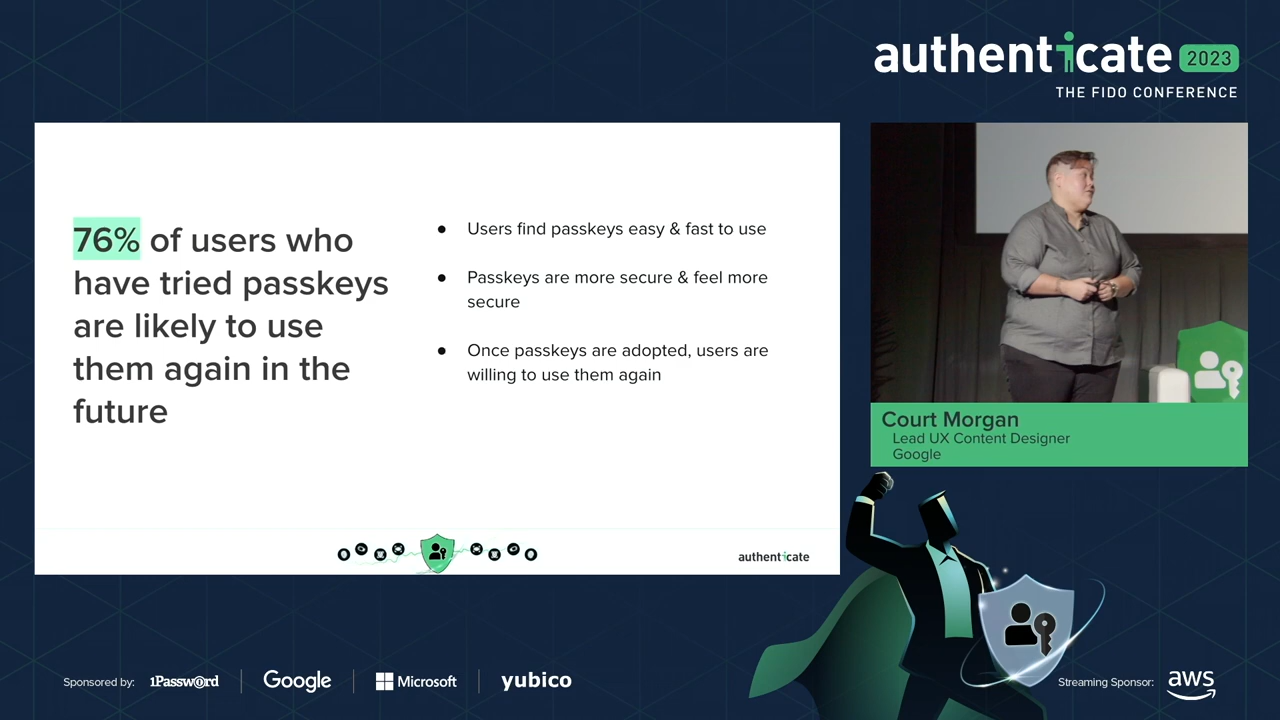 authenticate 2023
THE FIDO CONFERENCE
76% of users who
have tried passkeys
are likely to use
them again in the
future
● Users find passkeys easy & fast to use
● Passkeys are more secure & feel more
secure
● Once passkeys are adopted, users are
willing to use them again
authenticate
Court Morgan
Lead UX Content Designer
Google
Sponsored by: 1Password Google Microsoft yubico
Streaming Sponsor: aws